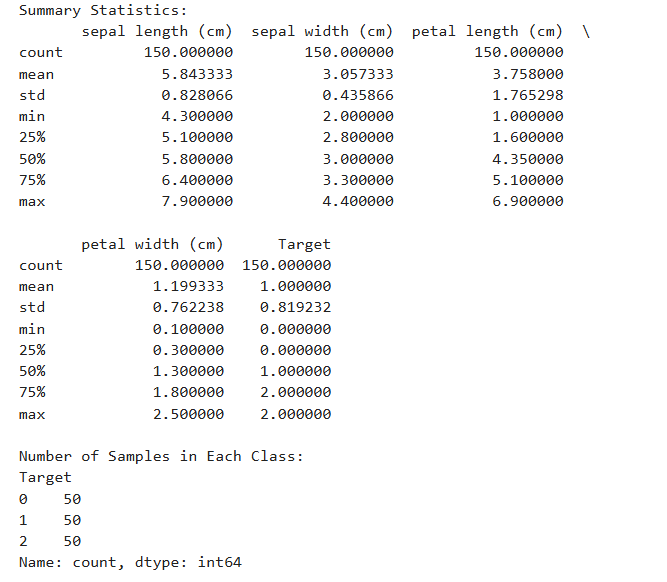 Summary Statistics:
       sepal length (cm)  sepal width (cm)  petal length (cm)  \
count         150.000000        150.000000         150.000000
mean            5.843333          3.057333           3.758000
std             0.828066          0.435866           1.765298
min             4.300000          2.000000           1.000000
25%             5.100000          2.800000           1.600000
50%             5.800000          3.000000           4.350000
75%             6.400000          3.300000           5.100000
max             7.900000          4.400000           6.900000

       petal width (cm)      Target
count        150.000000  150.000000
mean           1.199333    1.000000
std            0.762238    0.819232
min            0.100000    0.000000
25%            0.300000    0.000000
50%            1.300000    1.000000
75%            1.800000    2.000000
max            2.500000    2.000000

Number of Samples in Each Class:
Target
0    50
1    50
2    50
Name: count, dtype: int64